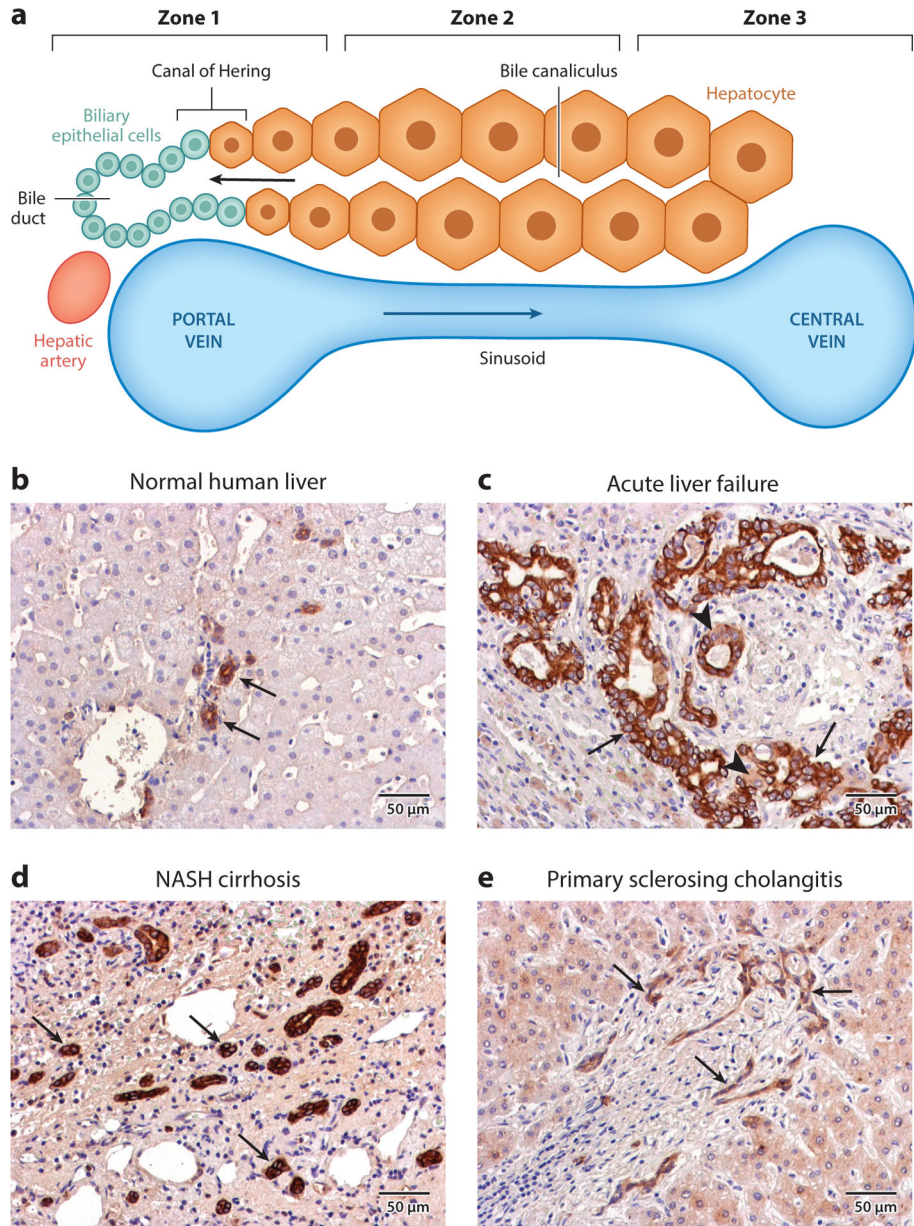 a
Zone 1
Zone 2
Zone 3
Canal of Hering
Bile canaliculus
Hepatocyte
Biliary
epithelial cells
Bile
duct
PORTAL
VEIN
CENTRAL
VEIN
Hepatic
artery
Sinusoid
b
Normal human liver
50 μm
c
Acute liver failure
50 μm
d
NASH cirrhosis
50 μm
e
Primary sclerosing cholangitis
50 μm